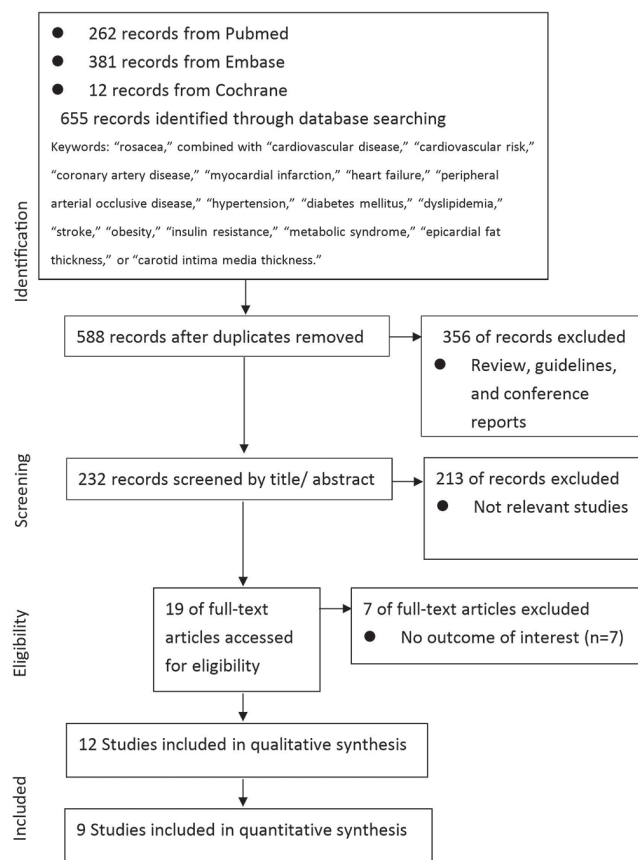 ● 262 records from Pubmed
● 381 records from Embase
● 12 records from Cochrane
655 records identified through database searching
Keywords: “rosacea,” combined with “cardiovascular disease,” “cardiovascular risk,”
“coronary artery disease,” “myocardial infarction,” “heart failure,” “peripheral
arterial occlusive disease,” “hypertension,” “diabetes mellitus,” “dyslipidemia,”
“stroke,” “obesity,” “insulin resistance,” “metabolic syndrome,” “epicardial fat
thickness,” or “carotid intima media thickness.”
Identification
588 records after duplicates removed
356 of records excluded
● Review, guidelines,
and conference
reports
Screening
232 records screened by title/ abstract
213 of records excluded
● Not relevant studies
Eligibility
19 of full-text
articles accessed
for eligibility
7 of full-text articles excluded
● No outcome of interest (n=7)
12 Studies included in qualitative synthesis
Included
9 Studies included in quantitative synthesis